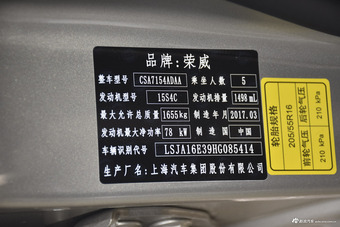 品牌:荣威
整车型号 CSA7154ADAA 乘坐人数 5
发动机型号 15S4C 发动机排量 1498 mL
最大允许总质量 1655kg 制造年月 2017.03
发动机最大净功率 78 kW 制造国 中国
车辆识别代号 LSJA16E39HG085414
生产厂名:上海汽车集团股份有限公司
轮胎规格 205/55R16
前轮气压 210 kPa
后轮气压 210 kPa